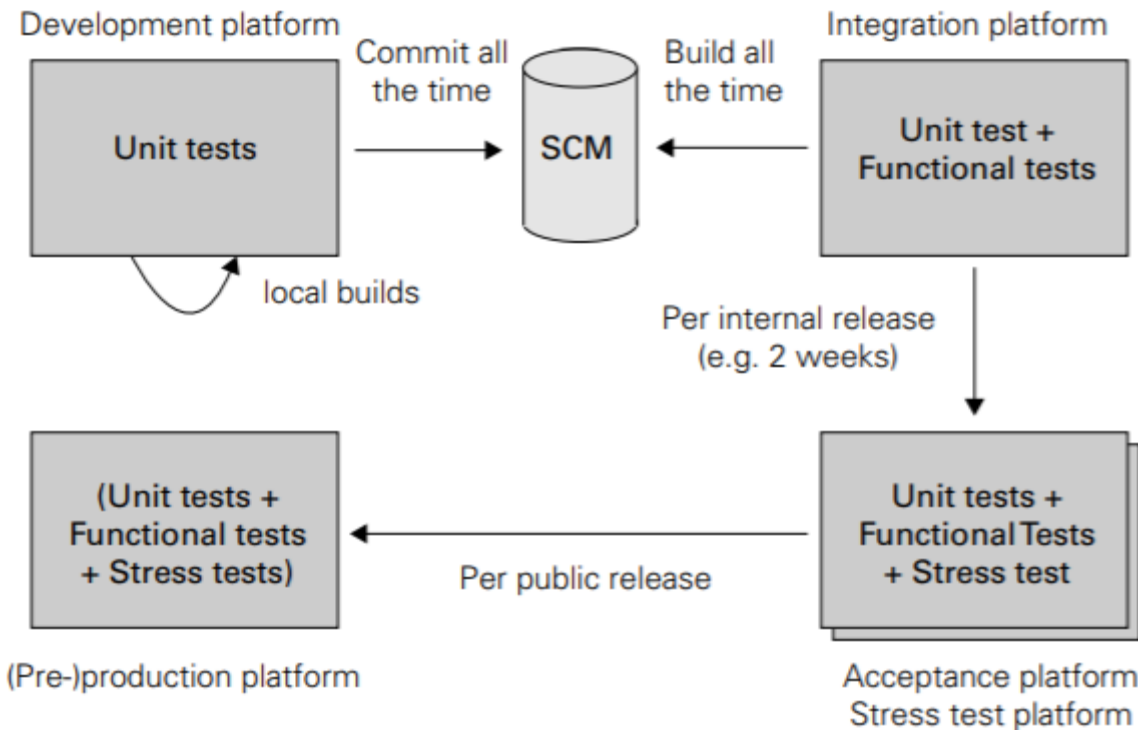 Development platform
Unit tests
local builds
Commit all
the time
SCM
Build all
the time
Integration platform
Unit test +
Functional tests
Per internal release
(e.g. 2 weeks)
Unit tests +
Functional Tests
+ Stress test
Acceptance platform
Stress test platform
Per public release
(Unit tests +
Functional tests
+ Stress tests)
(Pre-)production platform